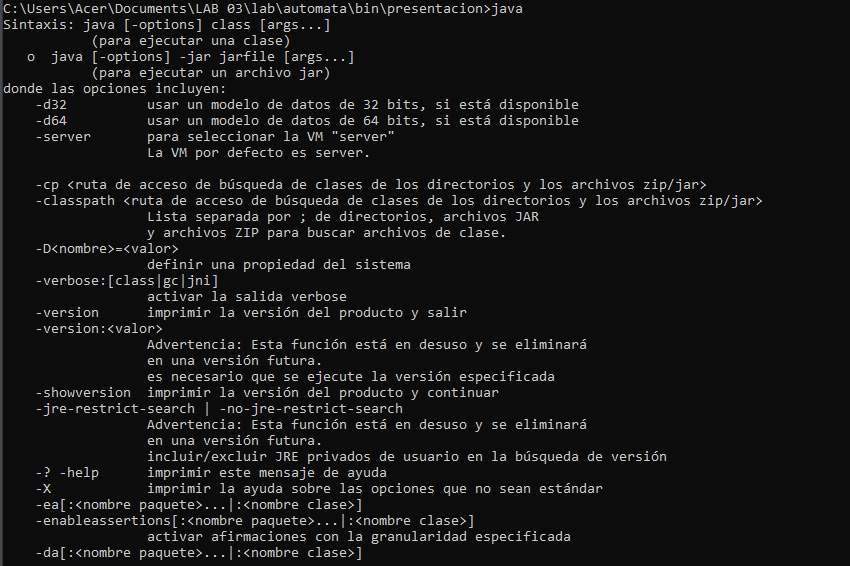 C:\Users\Acer\Documents\LAB 03\lab\automata\bin\presentacion>java
Sintaxis: java [-options] class [args...]
           (para ejecutar una clase)
   o  java [-options] -jar jarfile [args...]
           (para ejecutar un archivo jar)
donde las opciones incluyen:
    -d32          usar un modelo de datos de 32 bits, si está disponible
    -d64          usar un modelo de datos de 64 bits, si está disponible
    -server       para seleccionar la VM "server"
                  La VM por defecto es server.

    -cp <ruta de acceso de búsqueda de clases de los directorios y los archivos zip/jar>
    -classpath <ruta de acceso de búsqueda de clases de los directorios y los archivos zip/jar>
                  Lista separada por ; de directorios, archivos JAR
                  y archivos ZIP para buscar archivos de clase.
    -D<nombre>=<valor>
                  definir una propiedad del sistema
    -verbose:[class|gc|jni]
                  activar la salida verbose
    -version      imprimir la versión del producto y salir
    -version:<valor>
                  Advertencia: Esta función está en desuso y se eliminará
                  en una versión futura.
                  es necesario que se ejecute la versión especificada
    -showversion  imprimir la versión del producto y continuar
    -jre-restrict-search | -no-jre-restrict-search
                  Advertencia: Esta función está en desuso y se eliminará
                  en una versión futura.
                  incluir/excluir JRE privados de usuario en la búsqueda de versión
    -? -help      imprimir este mensaje de ayuda
    -X            imprimir la ayuda sobre las opciones que no sean estándar
    -ea[:<nombre paquete>...|:<nombre clase>]
    -enableassertions[:<nombre paquete>...|:<nombre clase>]
                  activar afirmaciones con la granularidad especificada
    -da[:<nombre paquete>...|:<nombre clase>]